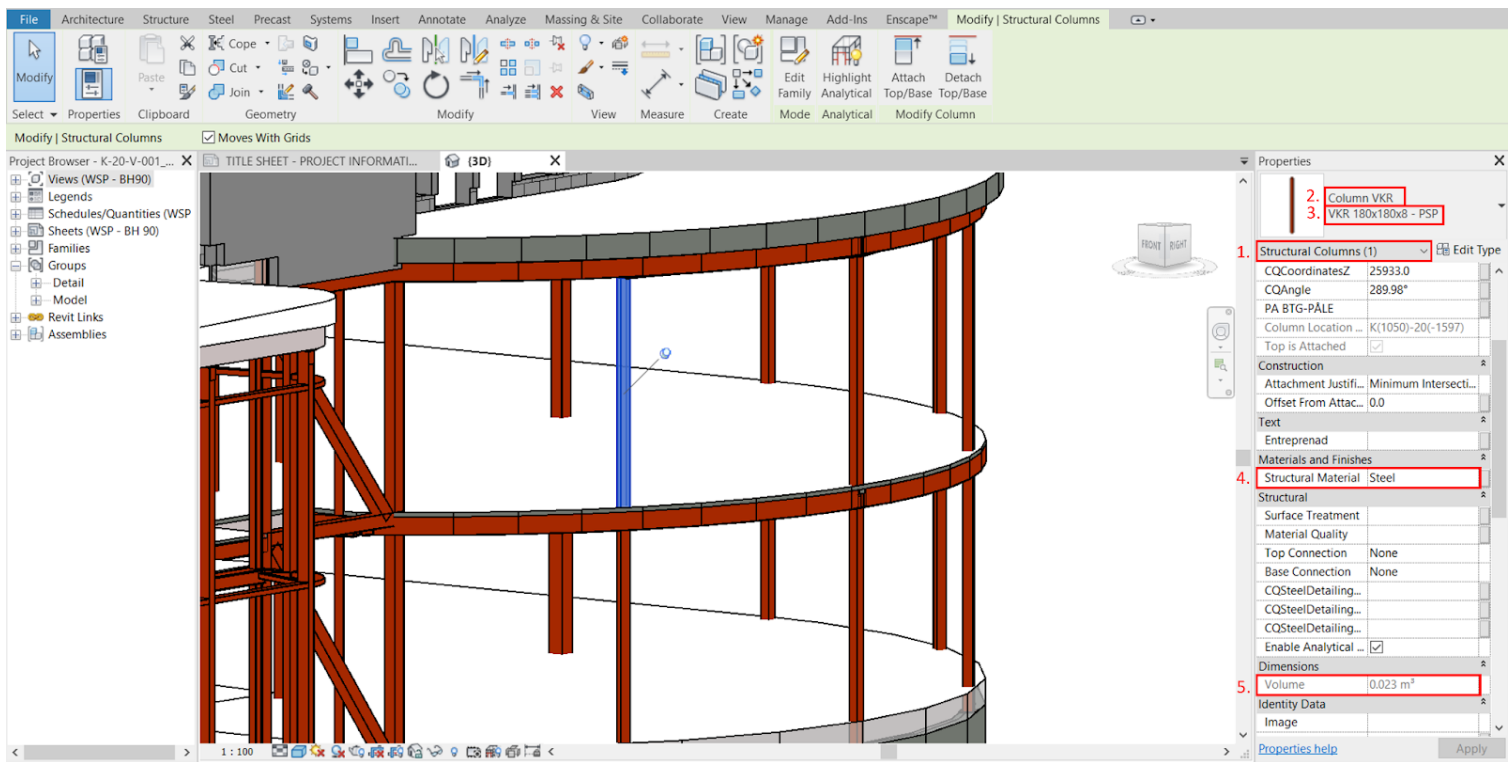 File Architecture Structure Steel Precast Systems Insert Annotate Analyze Massing & Site Collaborate View Manage Add-Ins Enscape™ Modify | Structural Columns
Modify
Paste
Cope
Cut
Join
Edit Family
Highlight Analytical
Attach Top/Base
Detach Top/Base
Select Properties Clipboard Geometry Modify View Measure Create Mode Analytical Modify Column
Modify | Structural Columns Moves With Grids
Project Browser - K-20-V-001_... X
TITLE SHEET - PROJECT INFORMATI...
{3D} X
Views (WSP - BH90)
Legends
Schedules/Quantities (WSP
Sheets (WSP - BH 90)
Families
Groups
Detail
Model
Revit Links
Assemblies
FRONT RIGHT
1 : 100
Properties X
2. Column VKR
3. VKR 180x180x8 - PSP
1. Structural Columns (1) Edit Type
CQCoordinatesZ 25933.0
CQAngle 289.98°
PA BTG-PÅLE
Column Location ... K(1050)-20(-1597)
Top is Attached
Construction
Attachment Justifi... Minimum Intersecti...
Offset From Attac... 0.0
Text
Entreprenad
Materials and Finishes
4. Structural Material Steel
Structural
Surface Treatment
Material Quality
Top Connection None
Base Connection None
CQSteelDetailing...
CQSteelDetailing...
CQSteelDetailing...
Enable Analytical ...
Dimensions
5. Volume 0.023 m³
Identity Data
Image
Properties help Apply